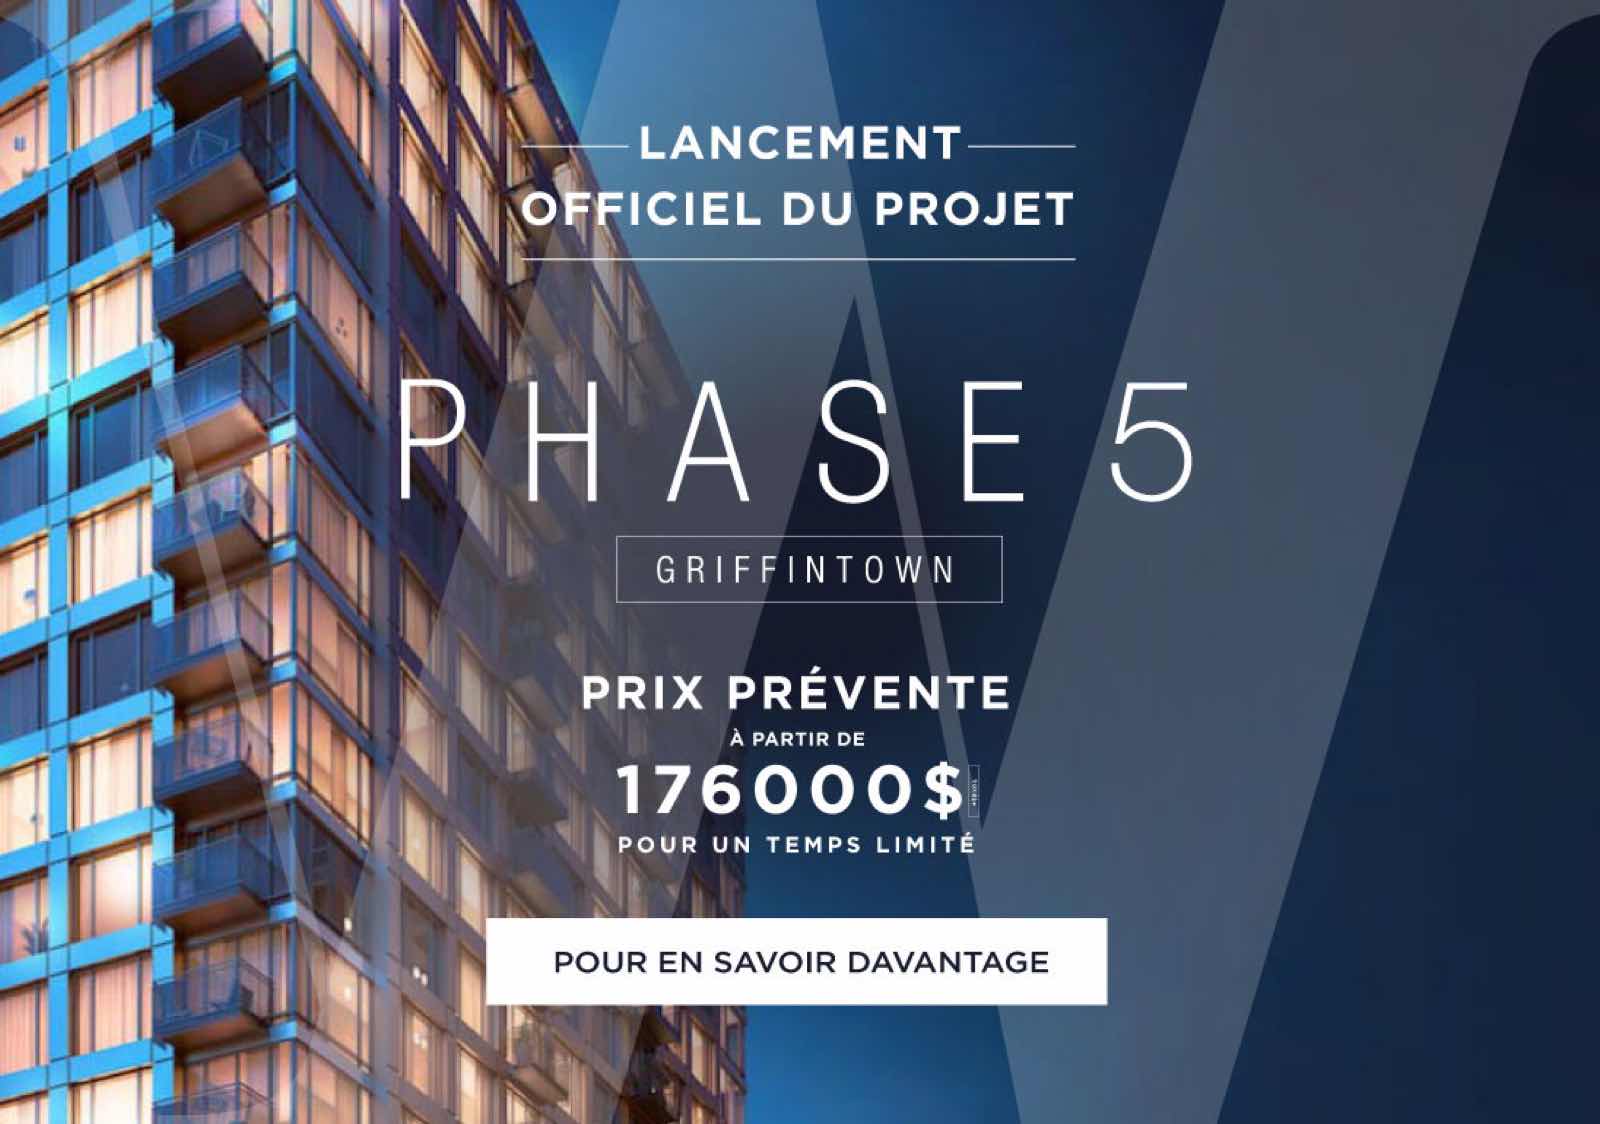 LANCEMENT
OFFICIEL DU PROJET
PHASE 5
GRIFFINTOWN
PRIX PRÉVENTE
À PARTIR DE
176000$
POUR UN TEMPS LIMITÉ
POUR EN SAVOIR DAVANTAGE